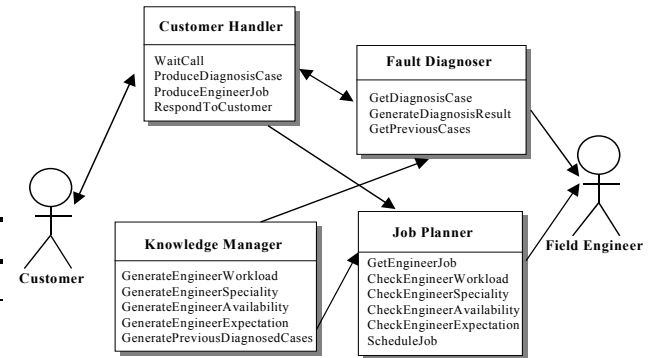 Customer Handler
WaitCall
ProduceDiagnosisCase
ProduceEngineerJob
RespondToCustomer
Fault Diagnoser
GetDiagnosisCase
GenerateDiagnosisResult
GetPreviousCases
Customer
Knowledge Manager
GenerateEngineerWorkload
GenerateEngineerSpeciality
GenerateEngineerAvailability
GenerateEngineerExpectation
GeneratePreviousDiagnosedCases
Job Planner
GetEngineerJob
CheckEngineerWorkload
CheckEngineerSpeciality
CheckEngineerAvailability
CheckEngineerExpectation
ScheduleJob
Field Engineer